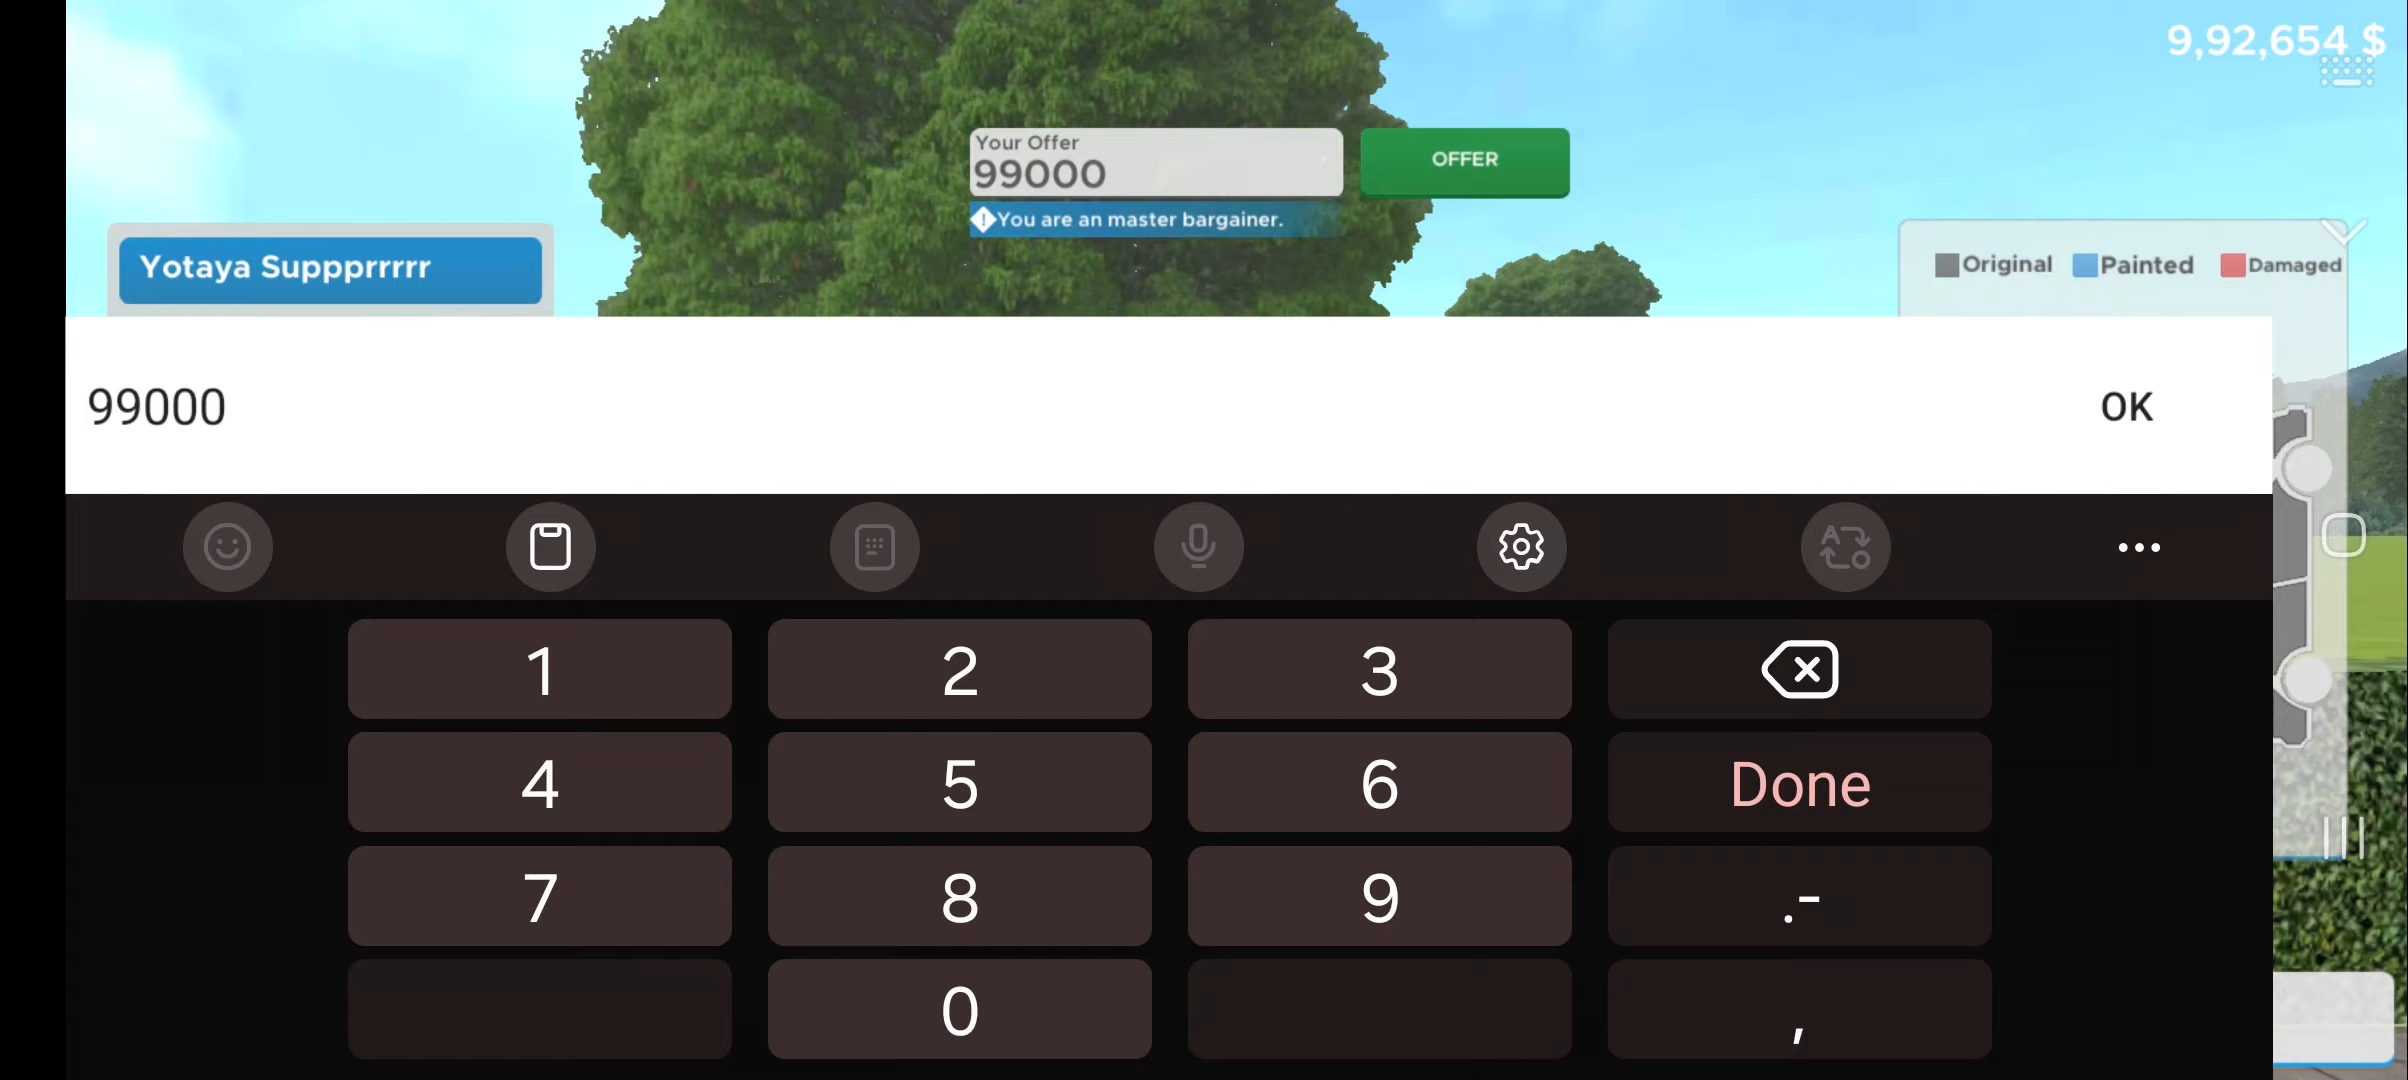 9,92,654 $
Your Offer
99000
OFFER
You are an master bargainer.
Yotaya Suppprrrrr
Original Painted Damaged
99000
OK
1 2 3
4 5 6 Done
7 8 9 .-
0 ,